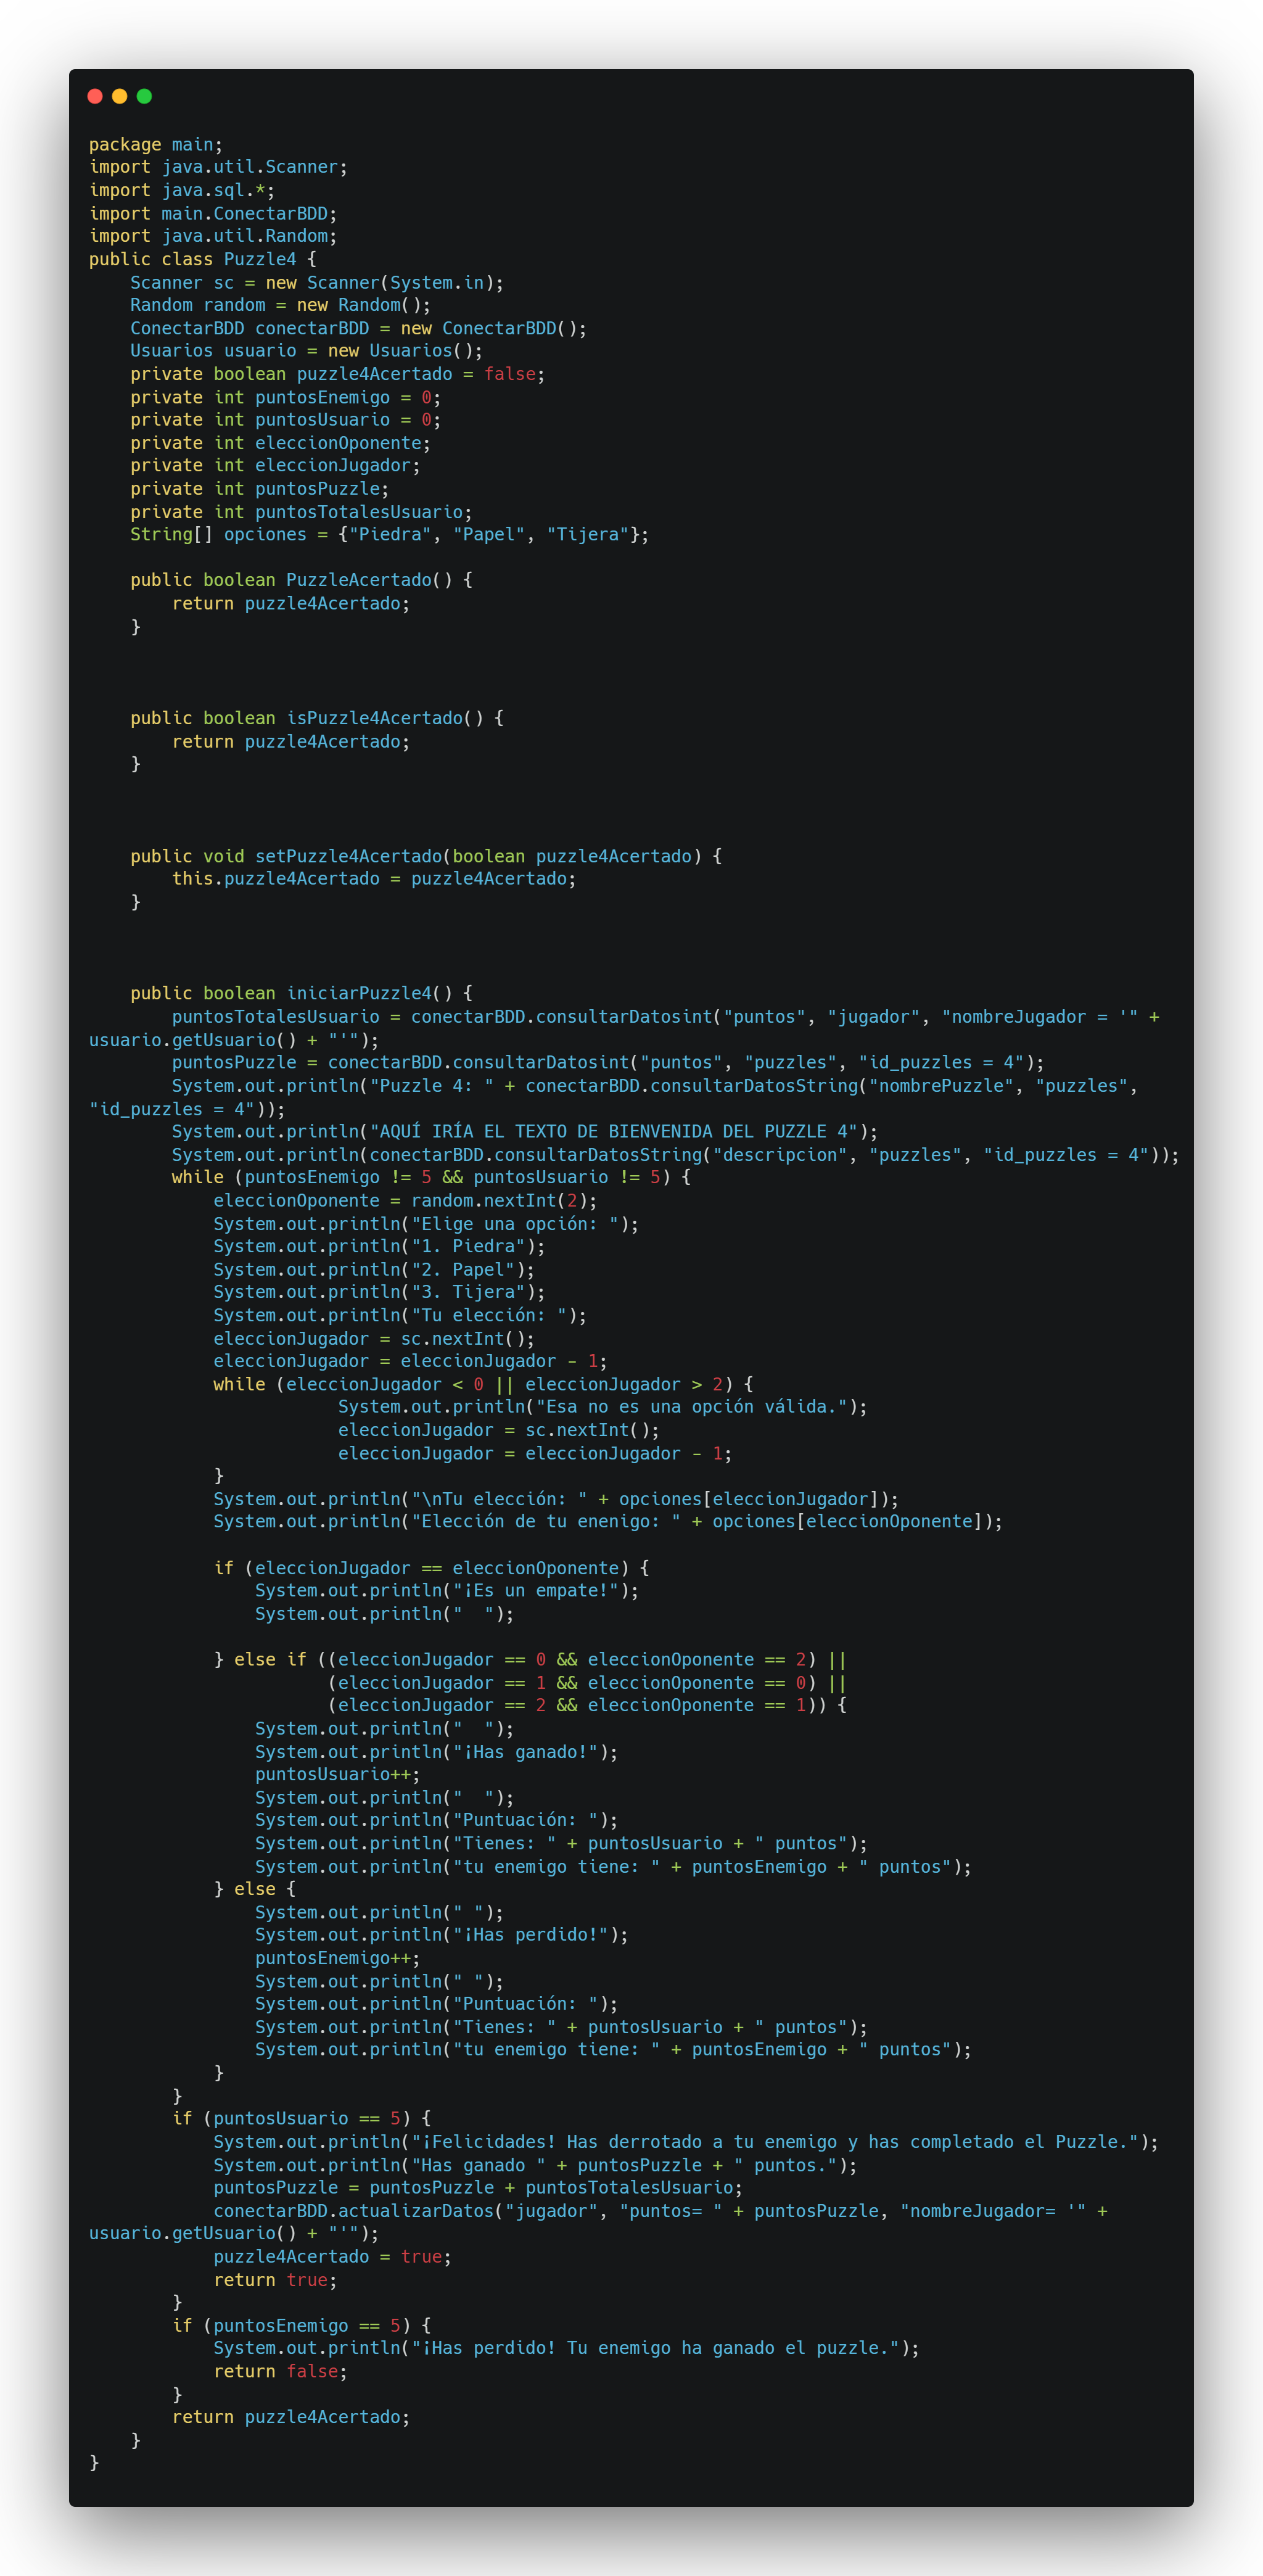 package main;
import java.util.Scanner;
import java.sql.*;
import main.ConectarBDD;
import java.util.Random;
public class Puzzle4 {
    Scanner sc = new Scanner(System.in);
    Random random = new Random();
    ConectarBDD conectarBDD = new ConectarBDD();
    Usuarios usuario = new Usuarios();
    private boolean puzzle4Acertado = false;
    private int puntosEnemigo = 0;
    private int puntosUsuario = 0;
    private int eleccionOponente;
    private int eleccionJugador;
    private int puntosPuzzle;
    private int puntosTotalesUsuario;
    String[] opciones = {"Piedra", "Papel", "Tijera"};

    public boolean PuzzleAcertado() {
        return puzzle4Acertado;
    }

    public boolean isPuzzle4Acertado() {
        return puzzle4Acertado;
    }

    public void setPuzzle4Acertado(boolean puzzle4Acertado) {
        this.puzzle4Acertado = puzzle4Acertado;
    }

    public boolean iniciarPuzzle4() {
        puntosTotalesUsuario = conectarBDD.consultarDatosint("puntos", "jugador", "nombreJugador = '" +
usuario.getUsuario() + "'");
        puntosPuzzle = conectarBDD.consultarDatosint("puntos", "puzzles", "id_puzzles = 4");
        System.out.println("Puzzle 4: " + conectarBDD.consultarDatosString("nombrePuzzle", "puzzles",
"id_puzzles = 4"));
        System.out.println("AQUÍ IRÍA EL TEXTO DE BIENVENIDA DEL PUZZLE 4");
        System.out.println(conectarBDD.consultarDatosString("descripcion", "puzzles", "id_puzzles = 4"));
        while (puntosEnemigo != 5 && puntosUsuario != 5) {
            eleccionOponente = random.nextInt(2);
            System.out.println("Elige una opción: ");
            System.out.println("1. Piedra");
            System.out.println("2. Papel");
            System.out.println("3. Tijera");
            System.out.println("Tu elección: ");
            eleccionJugador = sc.nextInt();
            eleccionJugador = eleccionJugador - 1;
            while (eleccionJugador < 0 || eleccionJugador > 2) {
                        System.out.println("Esa no es una opción válida.");
                        eleccionJugador = sc.nextInt();
                        eleccionJugador = eleccionJugador - 1;
            }
            System.out.println("\nTu elección: " + opciones[eleccionJugador]);
            System.out.println("Elección de tu enenigo: " + opciones[eleccionOponente]);

            if (eleccionJugador == eleccionOponente) {
                System.out.println("¡Es un empate!");
                System.out.println("  ");

            } else if ((eleccionJugador == 0 && eleccionOponente == 2) ||
                       (eleccionJugador == 1 && eleccionOponente == 0) ||
                       (eleccionJugador == 2 && eleccionOponente == 1)) {
                System.out.println("  ");
                System.out.println("¡Has ganado!");
                puntosUsuario++;
                System.out.println("  ");
                System.out.println("Puntuación: ");
                System.out.println("Tienes: " + puntosUsuario + " puntos");
                System.out.println("tu enemigo tiene: " + puntosEnemigo + " puntos");
            } else {
                System.out.println(" ");
                System.out.println("¡Has perdido!");
                puntosEnemigo++;
                System.out.println(" ");
                System.out.println("Puntuación: ");
                System.out.println("Tienes: " + puntosUsuario + " puntos");
                System.out.println("tu enemigo tiene: " + puntosEnemigo + " puntos");
            }
        }
        if (puntosUsuario == 5) {
            System.out.println("¡Felicidades! Has derrotado a tu enemigo y has completado el Puzzle.");
            System.out.println("Has ganado " + puntosPuzzle + " puntos.");
            puntosPuzzle = puntosPuzzle + puntosTotalesUsuario;
            conectarBDD.actualizarDatos("jugador", "puntos= " + puntosPuzzle, "nombreJugador= '" +
usuario.getUsuario() + "'");
            puzzle4Acertado = true;
            return true;
        }
        if (puntosEnemigo == 5) {
            System.out.println("¡Has perdido! Tu enemigo ha ganado el puzzle.");
            return false;
        }
        return puzzle4Acertado;
    }
}